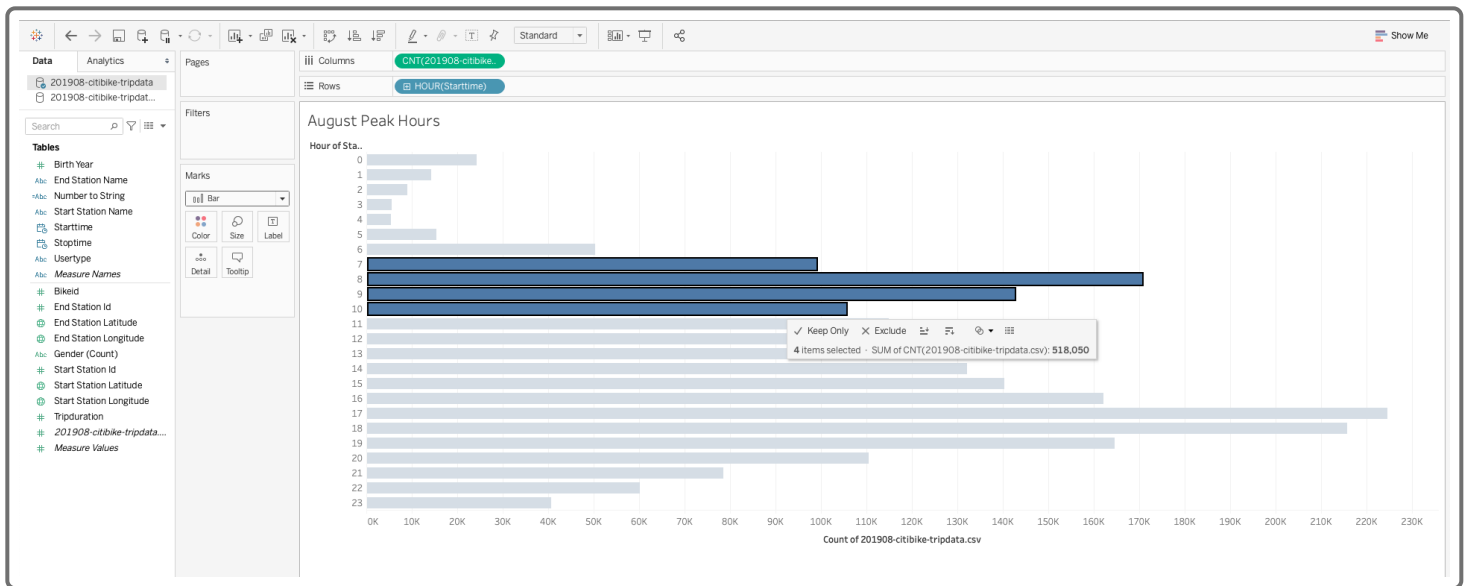 Standard
Show Me
Data
Analytics
201908-citibike-tripdata
201908-citibike-tripdat...
Search
Tables
# Birth Year
Abc End Station Name
=Abc Number to String
Abc Start Station Name
Starttime
Stoptime
Abc Usertype
Abc Measure Names
# Bikeid
# End Station Id
End Station Latitude
End Station Longitude
Abc Gender (Count)
# Start Station Id
Start Station Latitude
Start Station Longitude
# Tripduration
# 201908-citibike-tripdata....
# Measure Values
Pages
Filters
Marks
Bar
Color
Size
T
Label
Detail
Tooltip
iii Columns
CNT(201908-citibike..
Rows
HOUR(Starttime)
August Peak Hours
Hour of Sta..
0
1
2
3
4
5
6
7
8
9
10
11
12
13
14
15
16
17
18
19
20
21
22
23
✓ Keep Only
× Exclude
4 items selected · SUM of CNT(201908-citibike-tripdata.csv): 518,050
0K 10K 20K 30K 40K 50K 60K 70K 80K 90K 100K 110K 120K 130K 140K 150K 160K 170K 180K 190K 200K 210K 220K 230K
Count of 201908-citibike-tripdata.csv